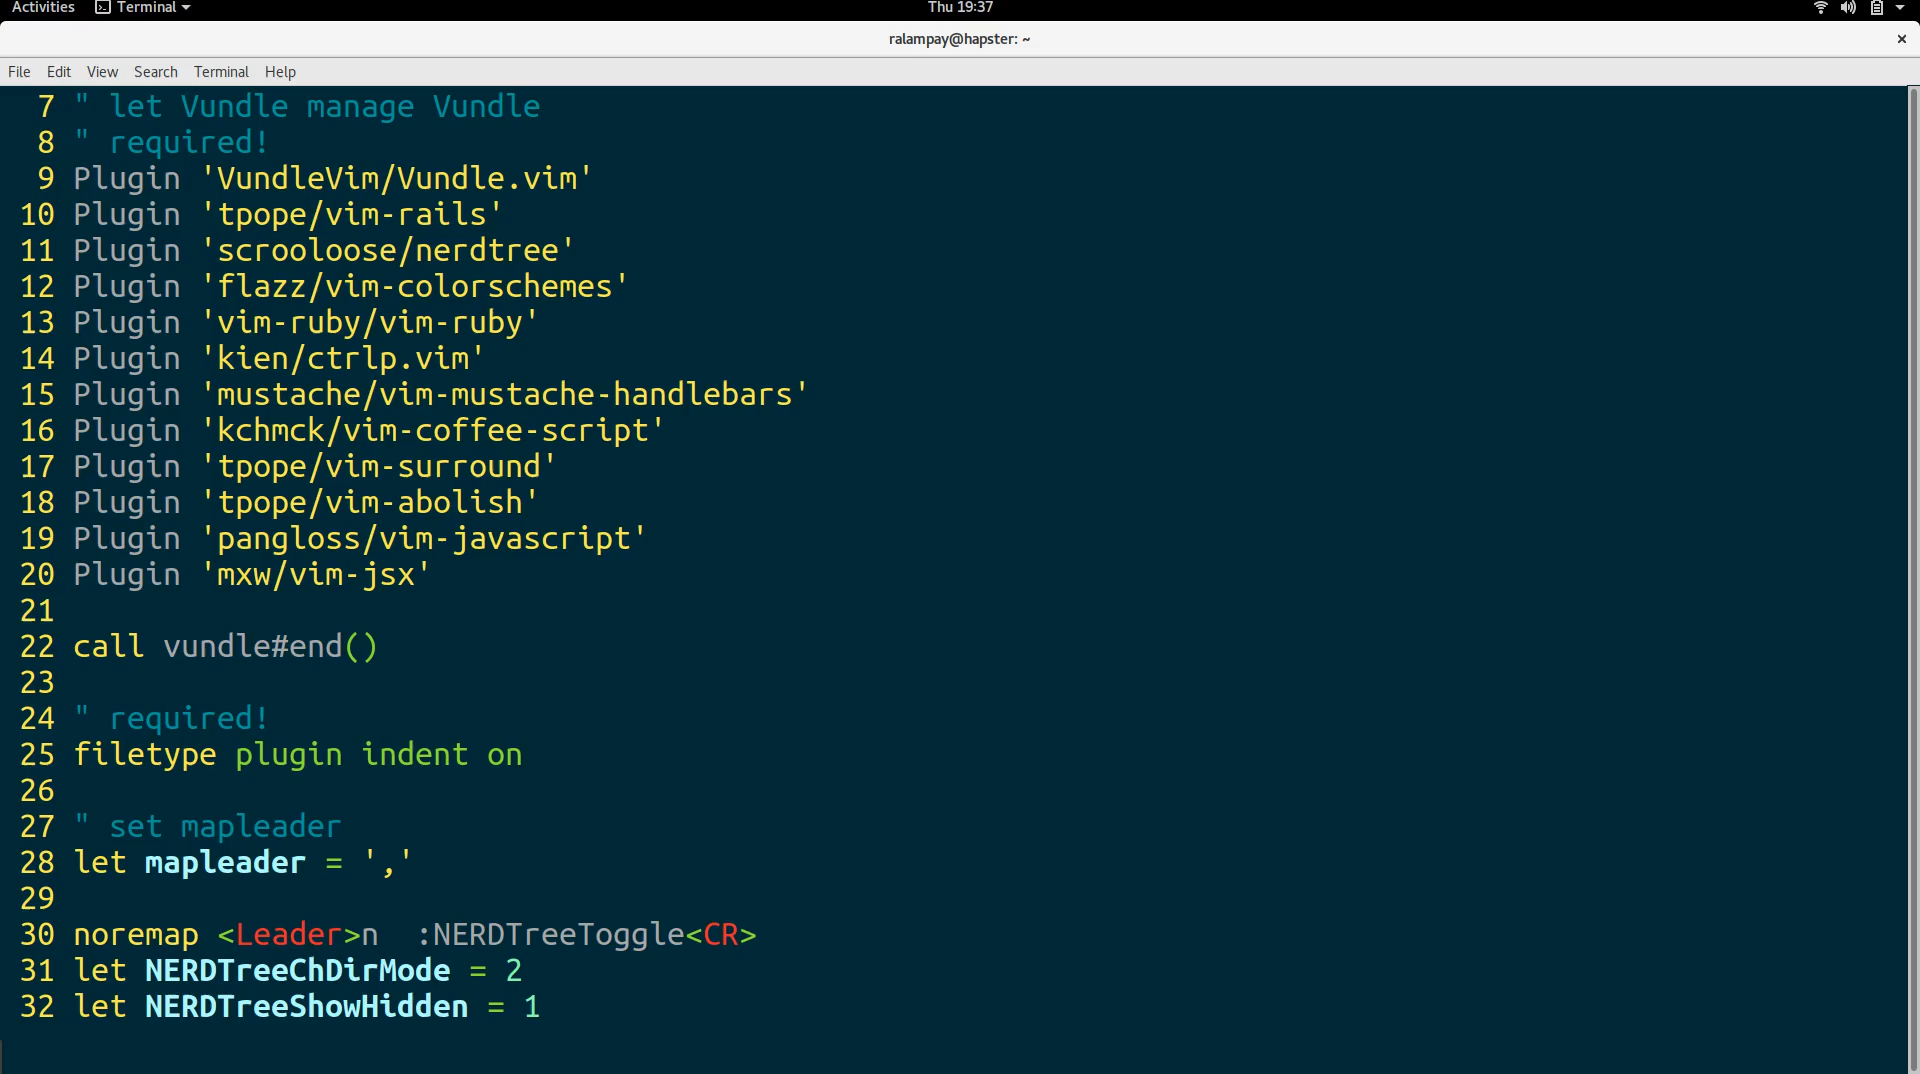 Activities Terminal Thu 19:37
ralampay@hapster: ~ ×
File Edit View Search Terminal Help
7 " let Vundle manage Vundle
8 " required!
9 Plugin 'VundleVim/Vundle.vim'
10 Plugin 'tpope/vim-rails'
11 Plugin 'scrooloose/nerdtree'
12 Plugin 'flazz/vim-colorschemes'
13 Plugin 'vim-ruby/vim-ruby'
14 Plugin 'kien/ctrlp.vim'
15 Plugin 'mustache/vim-mustache-handlebars'
16 Plugin 'kchmck/vim-coffee-script'
17 Plugin 'tpope/vim-surround'
18 Plugin 'tpope/vim-abolish'
19 Plugin 'pangloss/vim-javascript'
20 Plugin 'mxw/vim-jsx'
21
22 call vundle#end()
23
24 " required!
25 filetype plugin indent on
26
27 " set mapleader
28 let mapleader = ','
29
30 noremap <Leader>n  :NERDTreeToggle<CR>
31 let NERDTreeChDirMode = 2
32 let NERDTreeShowHidden = 1